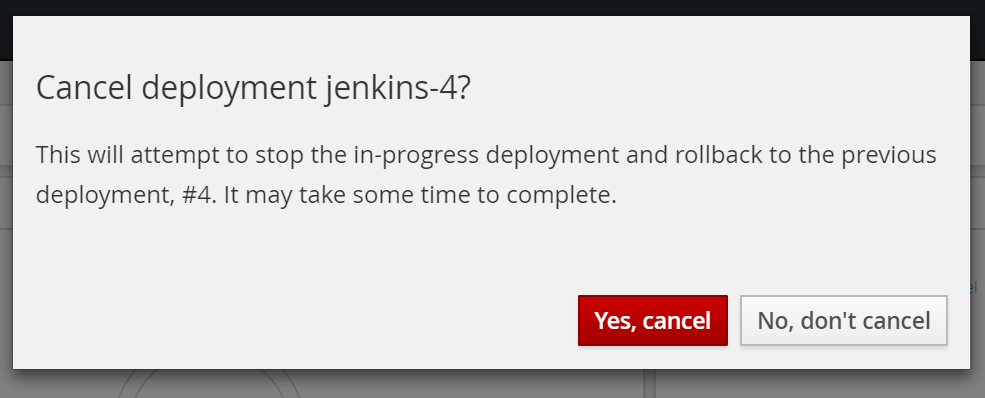 Cancel deployment jenkins-4?
This will attempt to stop the in-progress deployment and rollback to the previous
deployment, #4. It may take some time to complete.
Yes, cancel
No, don't cancel